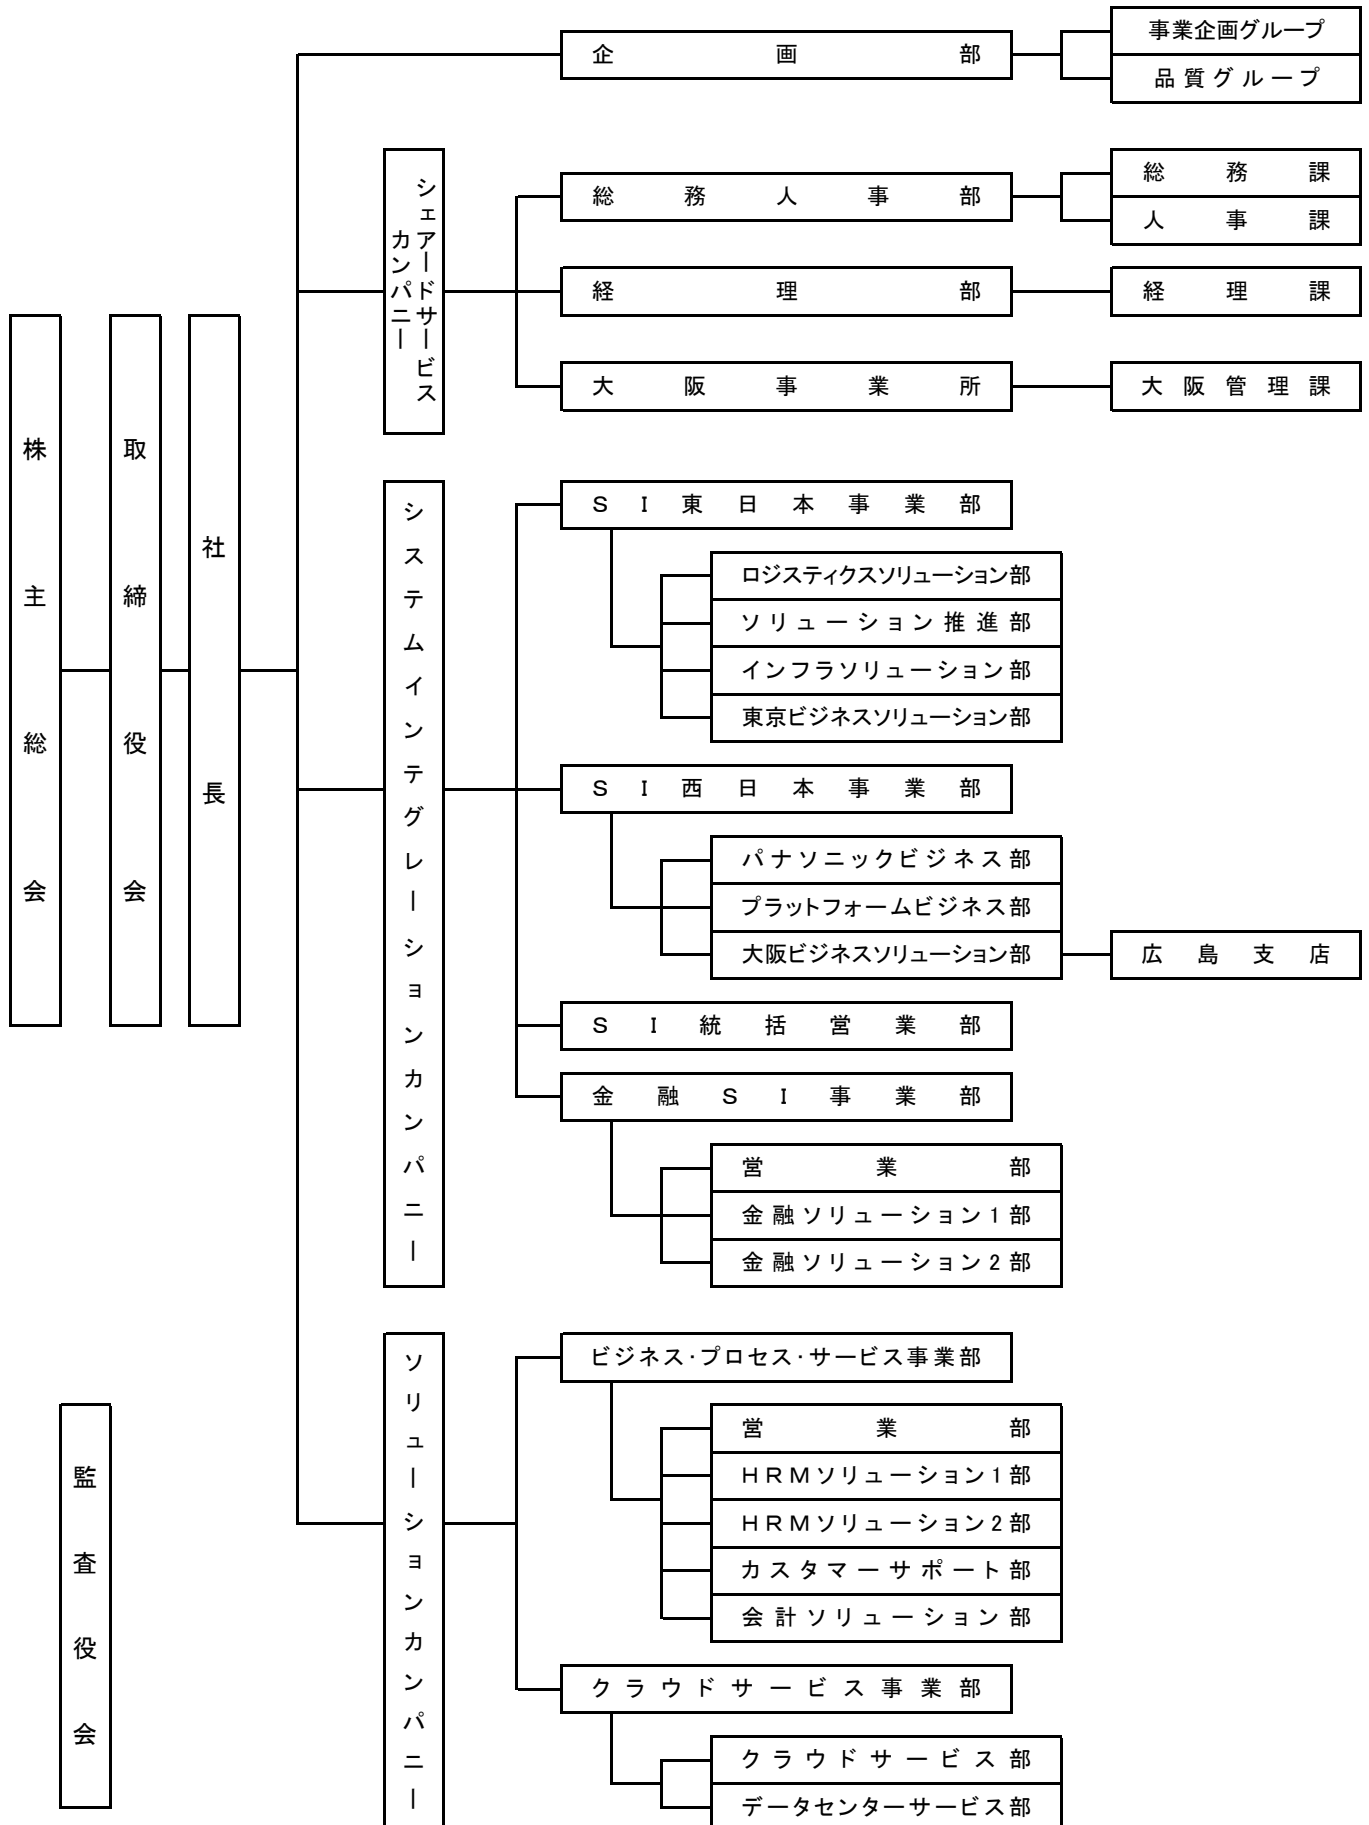 株主総会
取締役会
社長
監査役会
企画部
事業企画グループ
品質グループ
シェアードサービス
カンパニー
総務人事部
総務課
人事課
経理部
経理課
大阪事業所
大阪管理課
システムインテグレーションカンパニー
ＳＩ東日本事業部
ロジスティクスソリューション部
ソリューション推進部
インフラソリューション部
東京ビジネスソリューション部
ＳＩ西日本事業部
パナソニックビジネス部
プラットフォームビジネス部
大阪ビジネスソリューション部
広島支店
ＳＩ統括営業部
金融ＳＩ事業部
営業部
金融ソリューション1部
金融ソリューション2部
ソリューションカンパニー
ビジネス・プロセス・サービス事業部
営業部
ＨＲＭソリューション1部
ＨＲＭソリューション2部
カスタマーサポート部
会計ソリューション部
クラウドサービス事業部
クラウドサービス部
データセンターサービス部